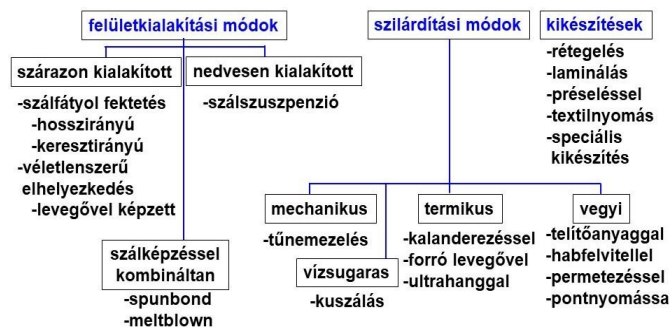 felületkialakítási módok
szilárdítási módok
kikészítések
szárazon kialakított
nedvesen kialakított
-szálfátyol fektetés
-hosszirányú
-keresztirányú
-véletlenszerű
elhelyezkedés
-levegővel képzett
-szálszuszpenzió
szálképzéssel
kombináltan
-spunbond
-meltblown
mechanikus
-tűnemezelés
vízsugaras
-kuszálás
termikus
-kalanderezéssel
-forró levegővel
-ultrahanggal
vegyi
-telítőanyaggal
-habfelvitellel
-permetezéssel
-pontnyomássa
-rétegelés
-laminálás
-préseléssel
-textilnyomás
-speciális
kikészítés